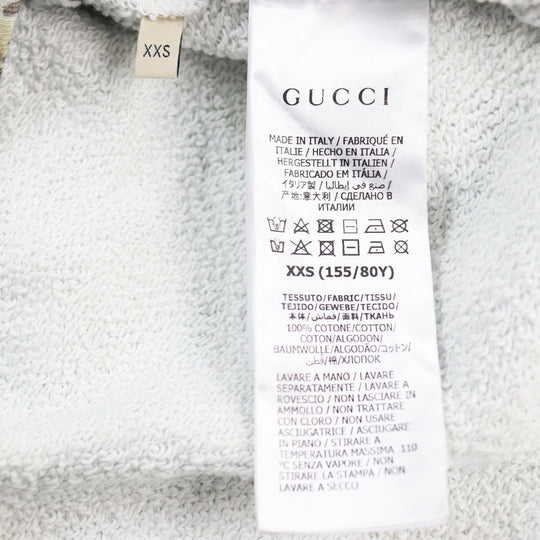 XXS
GUCCI
MADE IN ITALY / FABRIQUÉ EN
ITALIE / HECHO EN ITALIA /
HERGESTELLT IN ITALIEN /
FABRICADO EM ITÁLIA /
イタリア製 / صنع في إيطاليا /
产地:意大利 / СДЕЛАНО В
ИТАЛИИ
XXS (155/80Y)
TESSUTO/FABRIC/TISSU/
TEJIDO/GEWEBE/TECIDO/
本体/قماش/面料/ТКАНЬ
100% COTONE/COTTON/
COTON/ALGODON/
BAUMWOLLE/ALGODÃO/コットン/
قطن/棉/ХЛОПОК
LAVARE A MANO / LAVARE
SEPARATAMENTE / LAVARE A
ROVESCIO / NON LASCIARE IN
AMMOLLO / NON TRATTARE
CON CLORO / NON USARE
ASCIUGATRICE / ASCIUGARE
IN PIANO / STIRARE A
TEMPERATURA MASSIMA 110
°C SENZA VAPORE / NON
STIRARE LA STAMPA / NON
LAVARE A SECCO